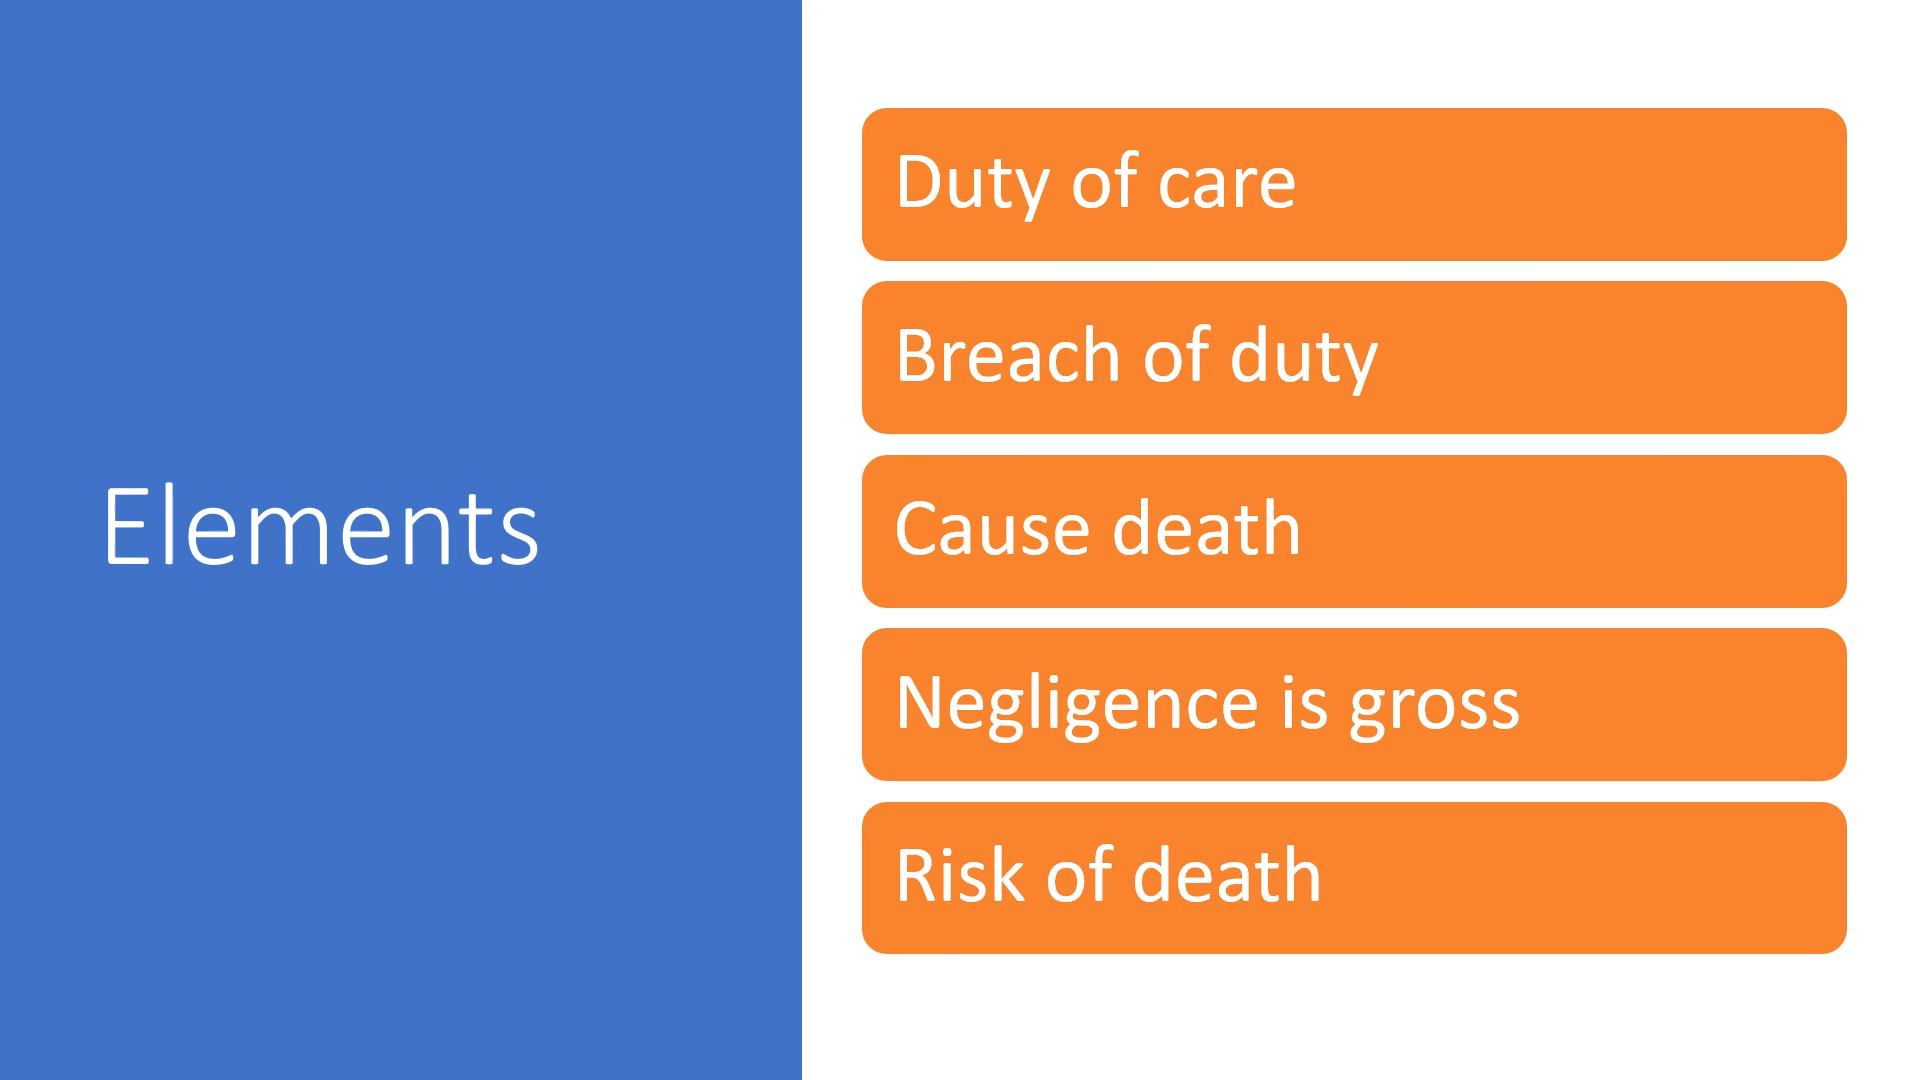 Elements
Duty of care
Breach of duty
Cause death
Negligence is gross
Risk of death